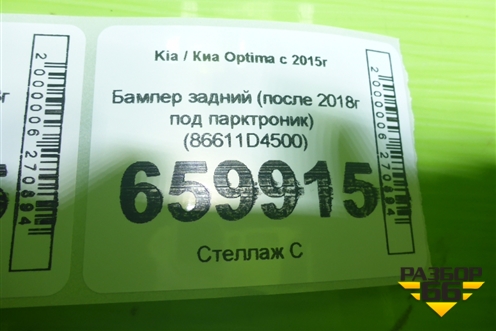 Kia / Киа Optima с 2015г
Бампер задний (после 2018г
под парктроник)
(86611D4500)
659915
Стеллаж С
2000006270894
2000006270894
РАЗБОР
66